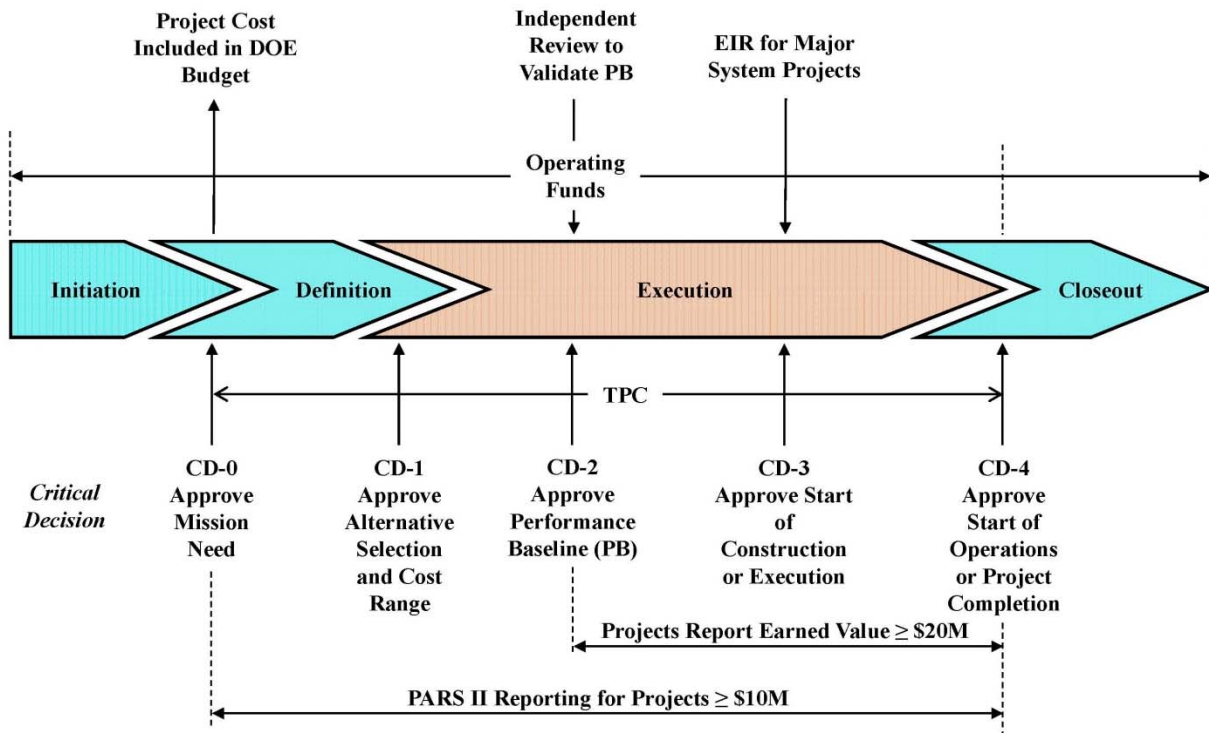 Project Cost
Included in DOE
Budget
Independent
Review to
Validate PB
EIR for Major
System Projects
Operating
Funds
Initiation
Definition
Execution
Closeout
TPC
Critical
Decision
CD-0
Approve
Mission
Need
CD-1
Approve
Alternative
Selection
and Cost
Range
CD-2
Approve
Performance
Baseline (PB)
CD-3
Approve Start
of
Construction
or Execution
CD-4
Approve
Start of
Operations
or Project
Completion
Projects Report Earned Value ≥ $20M
PARS II Reporting for Projects ≥ $10M